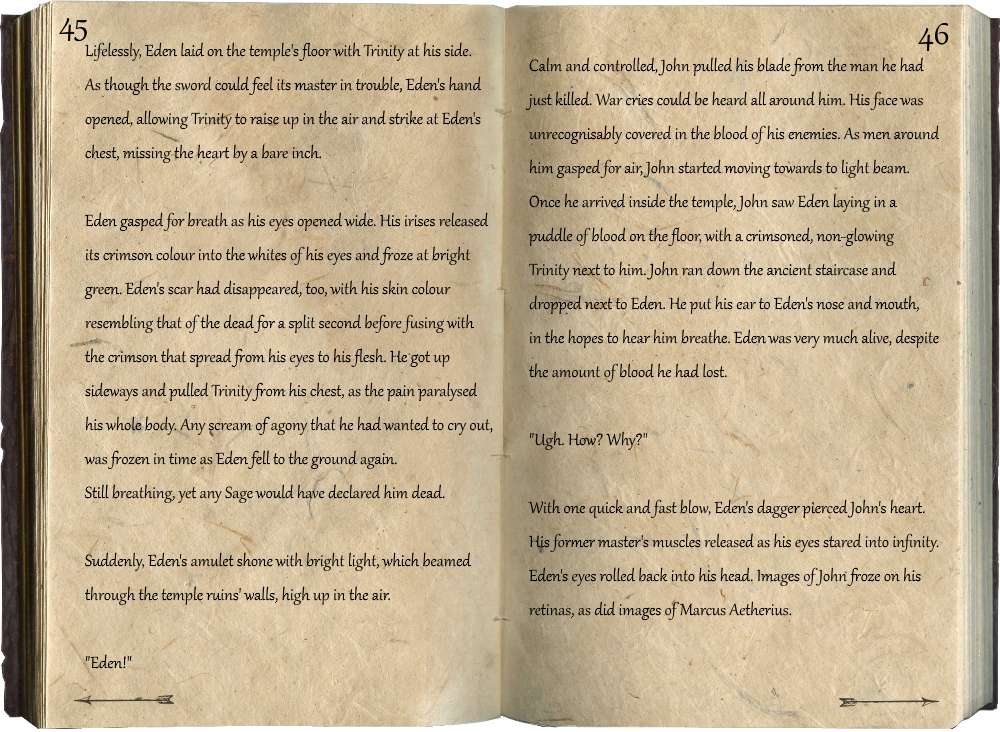 45
Lifelessly, Eden laid on the temple's floor with Trinity at his side.
As though the sword could feel its master in trouble, Eden's hand
opened, allowing Trinity to raise up in the air and strike at Eden's
chest, missing the heart by a bare inch.
Eden gasped for breath as his eyes opened wide. His irises released
its crimson colour into the whites of his eyes and froze at bright
green. Eden's scar had disappeared, too, with his skin colour
resembling that of the dead for a split second before fusing with
the crimson that spread from his eyes to his flesh. He got up
sideways and pulled Trinity from his chest, as the pain paralysed
his whole body. Any scream of agony that he had wanted to cry out,
was frozen in time as Eden fell to the ground again.
Still breathing, yet any Sage would have declared him dead.
Suddenly, Eden's amulet shone with bright light, which beamed
through the temple ruins' walls, high up in the air.
"Eden!"
46
Calm and controlled, John pulled his blade from the man he had
just killed. War cries could be heard all around him. His face was
unrecognisably covered in the blood of his enemies. As men around
him gasped for air, John started moving towards to light beam.
Once he arrived inside the temple, John saw Eden laying in a
puddle of blood on the floor, with a crimsoned, non-glowing
Trinity next to him. John ran down the ancient staircase and
dropped next to Eden. He put his ear to Eden's nose and mouth,
in the hopes to hear him breathe. Eden was very much alive, despite
the amount of blood he had lost.
"Ugh. How? Why?"
With one quick and fast blow, Eden's dagger pierced John's heart.
His former master's muscles released as his eyes stared into infinity.
Eden's eyes rolled back into his head. Images of John froze on his
retinas, as did images of Marcus Aetherius.